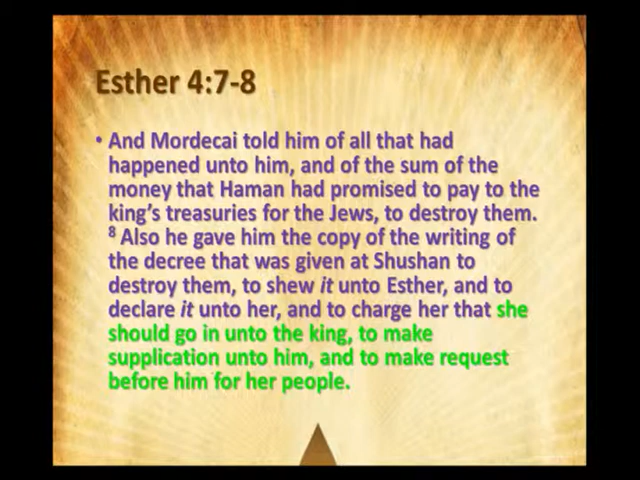 Esther 4:7-8
• And Mordecai told him of all that had
happened unto him, and of the sum of the
money that Haman had promised to pay to the
king's treasuries for the Jews, to destroy them.
8 Also he gave him the copy of the writing of
the decree that was given at Shushan to
destroy them, to shew it unto Esther, and to
declare it unto her, and to charge her that she
should go in unto the king, to make
supplication unto him, and to make request
before him for her people.